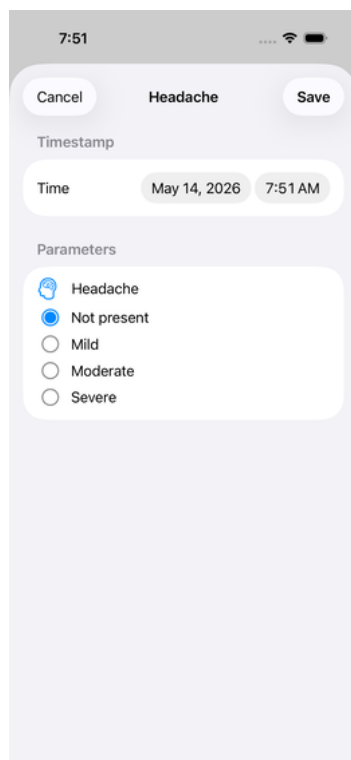 7:51
Cancel Headache Save
Timestamp
Time May 14, 2026 7:51 AM
Parameters
Headache
Not present
Mild
Moderate
Severe